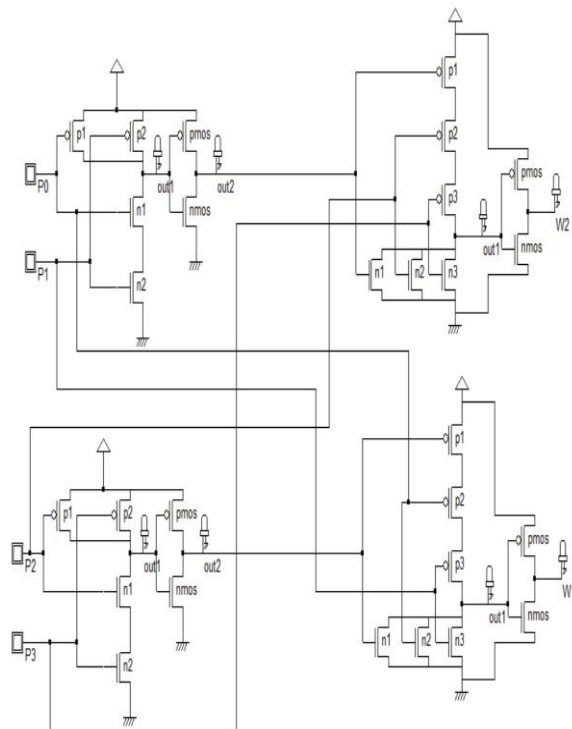 p1
p2
pmos
out1
out2
P0
n1
nmos
P1
n2
p1
p2
p3
pmos
W2
out1
nmos
n1
n2
n3
p1
p2
pmos
out1
out2
P2
n1
nmos
P3
n2
p1
p2
p3
pmos
W
out1
nmos
n1
n2
n3